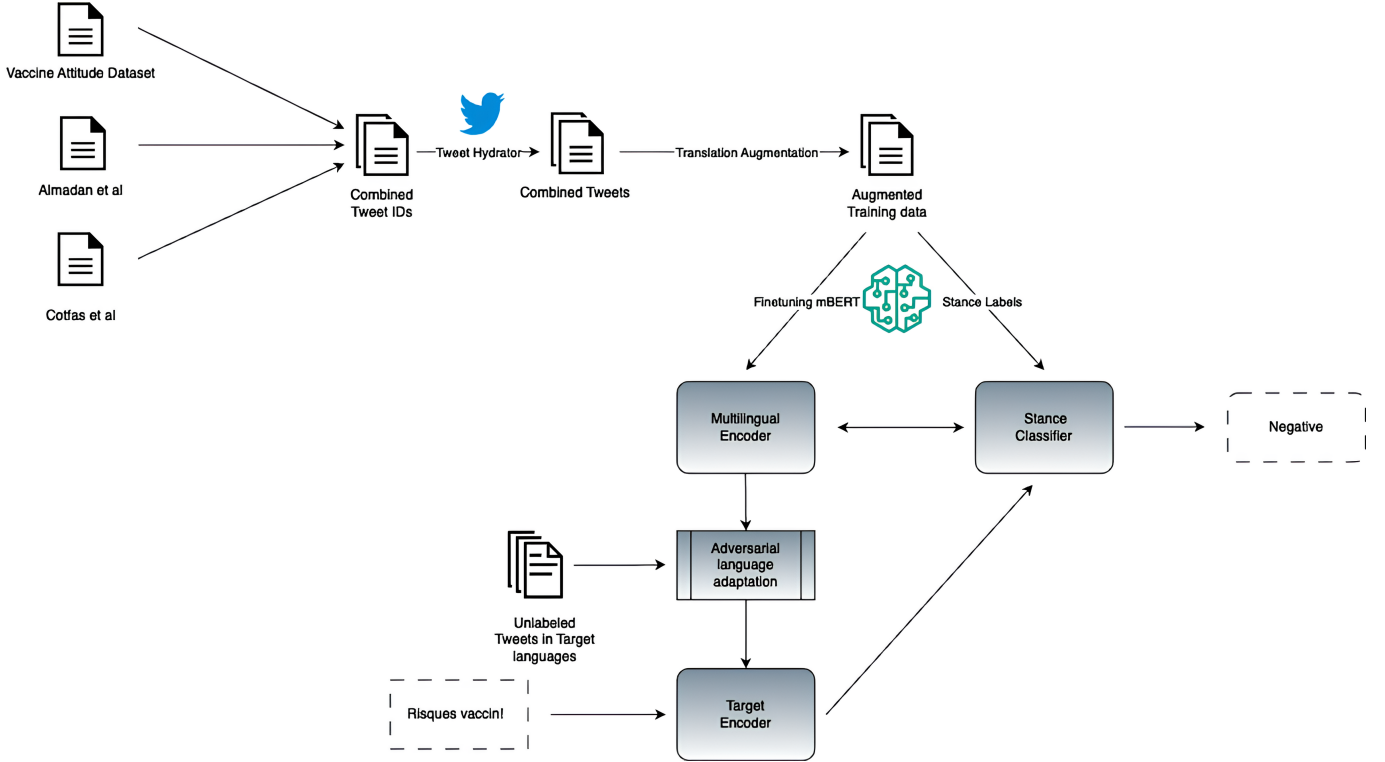 Vaccine Attitude Dataset
Almadan et al
Cotfas et al
Combined
Tweet IDs
Tweet Hydrator
Combined Tweets
Translation Augmentation
Augmented
Training data
Finetuning mBERT
Stance Labels
Multilingual
Encoder
Stance
Classifier
Negative
Adversarial
language
adaptation
Unlabeled
Tweets in Target
languages
Risques vaccin!
Target
Encoder